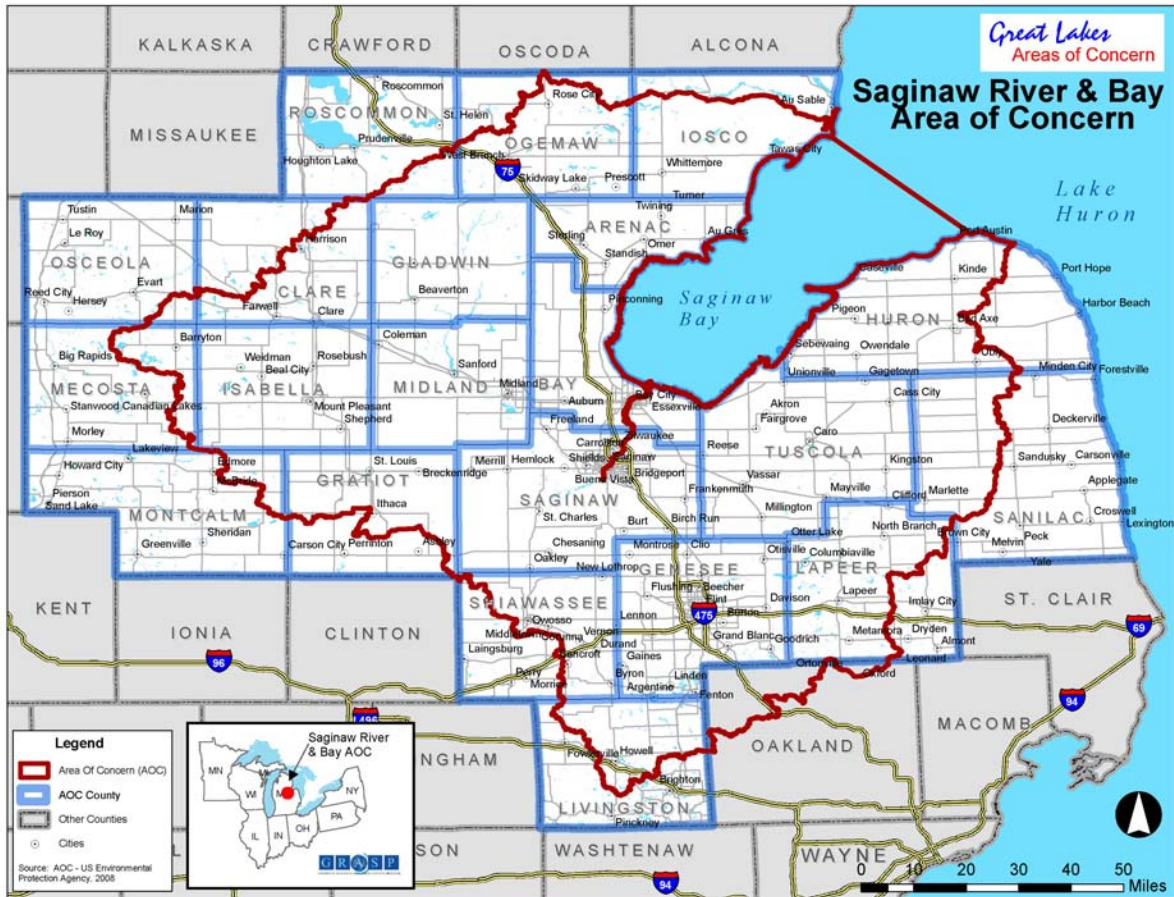 Great Lakes
Areas of Concern
Saginaw River & Bay
Area of Concern
KALKASKA
CRAWFORD
OSCODA
ALCONA
MISSAUKEE
Roscommon
ROSCOMMON
St. Helen
Prudenville
Houghton Lake
Rose City
OGEMAW
West Branch
75
Skidway Lake
Prescott
Au Sable
IOSCO
Tawas City
Whittemore
Turner
Lake
Huron
Tustin
Marion
Le Roy
OSCEOLA
Evart
Reed City
Hersey
Harrison
CLARE
Farwell
Clare
GLADWIN
Beaverton
Twining
ARENAC
Au Gres
Sterling
Omer
Standish
Pinconning
Saginaw
Bay
Port Austin
Caseville
Kinde
Port Hope
Harbor Beach
Pigeon
HURON
Bad Axe
Sebewaing
Owendale
Ubly
Unionville
Gagetown
Minden City
Forestville
Barryton
Big Rapids
MECOSTA
Stanwood
Canadian Lakes
Morley
Lakeview
Weidman
Rosebush
Beal City
ISABELLA
Mount Pleasant
Shepherd
Coleman
Sanford
MIDLAND
Midland
BAY
Auburn
Bay City
Essexville
Freeland
Cass City
Akron
Fairgrove
Caro
Deckerville
Carrollton
Zilwaukee
Reese
TUSCOLA
Shields
Saginaw
Buena Vista
Bridgeport
Vassar
Kingston
Sandusky
Carsonville
Howard City
Edmore
McBride
St. Louis
Breckenridge
GRATIOT
Ithaca
Merrill
Hemlock
SAGINAW
Frankenmuth
Mayville
Clifford
Marlette
Applegate
Pierson
Sand Lake
MONTCALM
Sheridan
Greenville
Carson City
Perrinton
Ashley
St. Charles
Burt
Birch Run
Millington
SANILAC
Croswell
Lexington
Chesaning
Oakley
New Lothrop
Montrose
Clio
Otisville
Otter Lake
North Branch
Brown City
Peck
Melvin
Yale
Columbiaville
GENESEE
LAPEER
KENT
IONIA
CLINTON
SHIAWASSEE
Owosso
Corunna
Vernon
Middletown
Laingsburg
Bancroft
Durand
Perry
Morrice
Lennon
Flushing
Beecher
Flint
475
Burton
Davison
Grand Blanc
Goodrich
Gaines
Byron
Linden
Argentine
Fenton
Lapeer
Imlay City
Metamora
Dryden
Almont
Leonard
Ortonville
Oxford
ST. CLAIR
69
96
94
MACOMB
OAKLAND
Fowlerville
Howell
Brighton
LIVINGSTON
Pinckney
NGHAM
SON
WASHTENAW
WAYNE
94
Legend
Area Of Concern (AOC)
AOC County
Other Counties
Cities
Source: AOC - US Environmental
Protection Agency, 2008
Saginaw River
& Bay AOC
MN
WI
MI
NY
IL
IN
OH
PA
GRASP
0 10 20 30 40 50
Miles